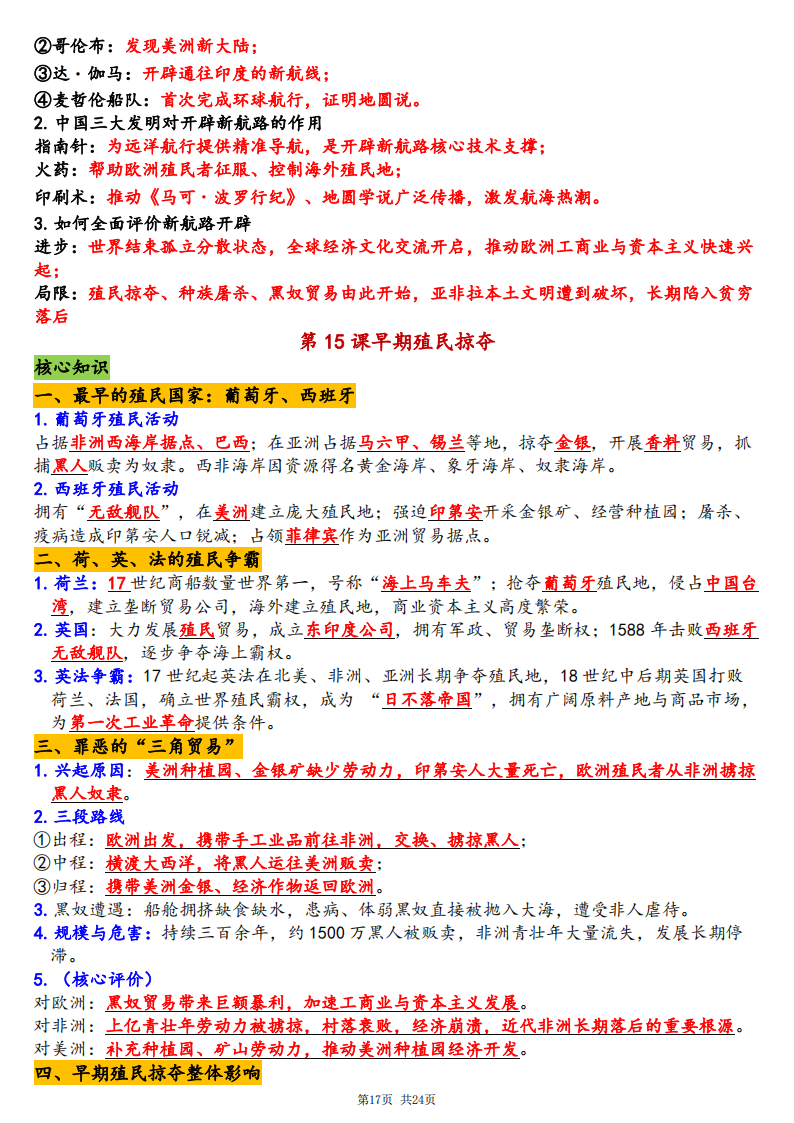 ②哥伦布：发现美洲新大陆；
③达·伽马：开辟通往印度的新航线；
④麦哲伦船队：首次完成环球航行，证明地圆说。
2.中国三大发明对开辟新航路的作用
指南针：为远洋航行提供精准导航，是开辟新航路核心技术支撑；
火药：帮助欧洲殖民者征服、控制海外殖民地；
印刷术：推动《马可·波罗行纪》、地圆学说广泛传播，激发航海热潮。
3.如何全面评价新航路开辟
进步：世界结束孤立分散状态，全球经济文化交流开启，推动欧洲工商业与资本主义快速兴
起；
局限：殖民掠夺、种族屠杀、黑奴贸易由此开始，亚非拉本土文明遭到破坏，长期陷入贫穷
落后
第 15 课早期殖民掠夺
核心知识
一、最早的殖民国家：葡萄牙、西班牙
1.葡萄牙殖民活动
占据非洲西海岸据点、巴西；在亚洲占据马六甲、锡兰等地，掠夺金银，开展香料贸易，抓
捕黑人贩卖为奴隶。西非海岸因资源得名黄金海岸、象牙海岸、奴隶海岸。
2.西班牙殖民活动
拥有“无敌舰队”，在美洲建立庞大殖民地；强迫印第安开采金银矿、经营种植园；屠杀、
疫病造成印第安人口锐减；占领菲律宾作为亚洲贸易据点。
二、荷、英、法的殖民争霸
1.荷兰：17 世纪商船数量世界第一，号称“海上马车夫”；抢夺葡萄牙殖民地，侵占中国台
湾，建立垄断贸易公司，海外建立殖民地，商业资本主义高度繁荣。
2.英国：大力发展殖民贸易，成立东印度公司，拥有军政、贸易垄断权；1588 年击败西班牙
无敌舰队，逐步争夺海上霸权。
3.英法争霸：17 世纪起英法在北美、非洲、亚洲长期争夺殖民地，18 世纪中后期英国打败
荷兰、法国，确立世界殖民霸权，成为 “日不落帝国”，拥有广阔原料产地与商品市场，
为第一次工业革命提供条件。
三、罪恶的“三角贸易”
1.兴起原因：美洲种植园、金银矿缺少劳动力，印第安人大量死亡，欧洲殖民者从非洲掳掠
黑人奴隶。
2.三段路线
①出程：欧洲出发，携带手工业品前往非洲，交换、掳掠黑人；
②中程：横渡大西洋，将黑人运往美洲贩卖；
③归程：携带美洲金银、经济作物返回欧洲。
3.黑奴遭遇：船舱拥挤缺食缺水，患病、体弱黑奴直接被抛入大海，遭受非人虐待。
4.规模与危害：持续三百余年，约 1500 万黑人被贩卖，非洲青壮年大量流失，发展长期停
滞。
5.（核心评价）
对欧洲：黑奴贸易带来巨额暴利，加速工商业与资本主义发展。
对非洲：上亿青壮年劳动力被掳掠，村落衰败，经济崩溃，近代非洲长期落后的重要根源。
对美洲：补充种植园、矿山劳动力，推动美洲种植园经济开发。
四、早期殖民掠夺整体影响
第17页 共24页